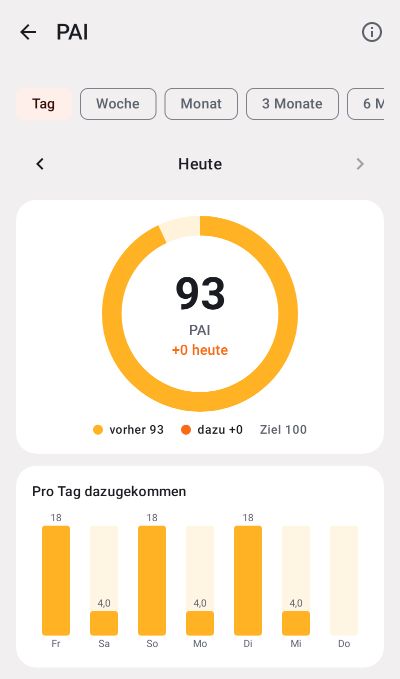 PAI
Tag Woche Monat 3 Monate 6 M
Heute
93
PAI
+0 heute
vorher 93 dazu +0 Ziel 100
Pro Tag dazugekommen
18 18 18
4,0 4,0 4,0
Fr Sa So Mo Di Mi Do